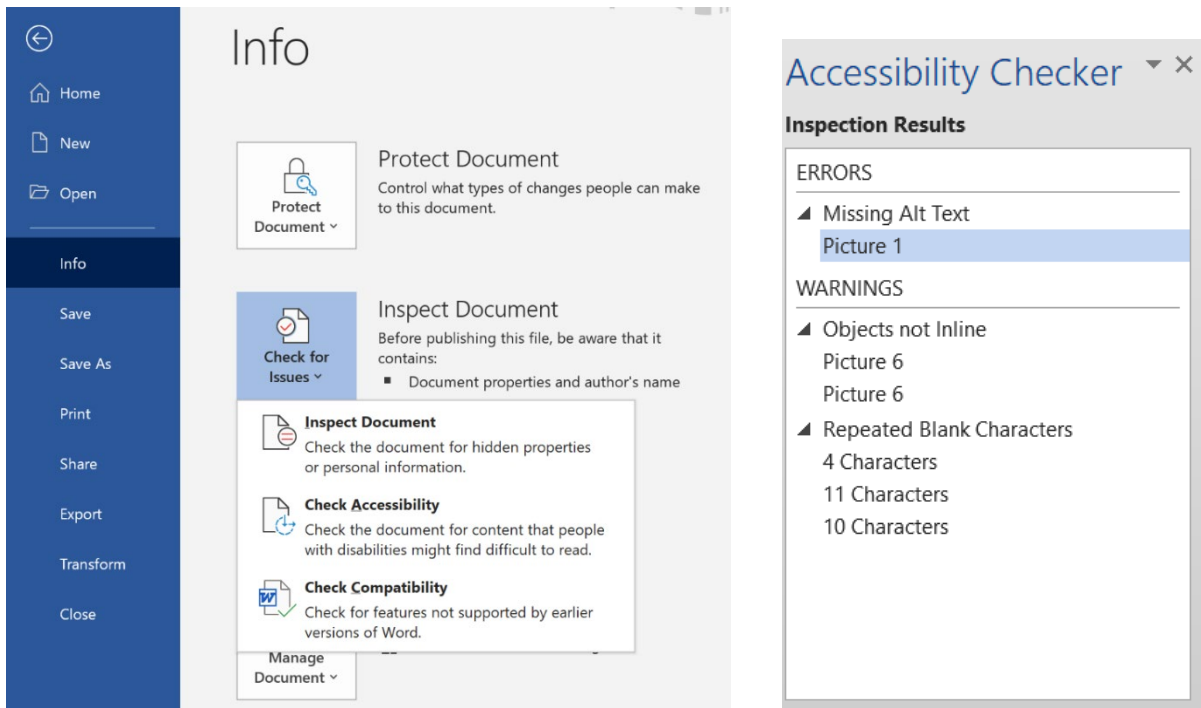 Info
Home
New
Open
Info
Save
Save As
Print
Share
Export
Transform
Close
Protect
Document
Protect Document
Control what types of changes people can make
to this document.
Check for
Issues
Inspect Document
Before publishing this file, be aware that it
contains:
■ Document properties and author's name
Inspect Document
Check the document for hidden properties
or personal information.
Check Accessibility
Check the document for content that people
with disabilities might find difficult to read.
Check Compatibility
Check for features not supported by earlier
versions of Word.
Manage
Document
Accessibility Checker
Inspection Results
ERRORS
Missing Alt Text
Picture 1
WARNINGS
Objects not Inline
Picture 6
Picture 6
Repeated Blank Characters
4 Characters
11 Characters
10 Characters